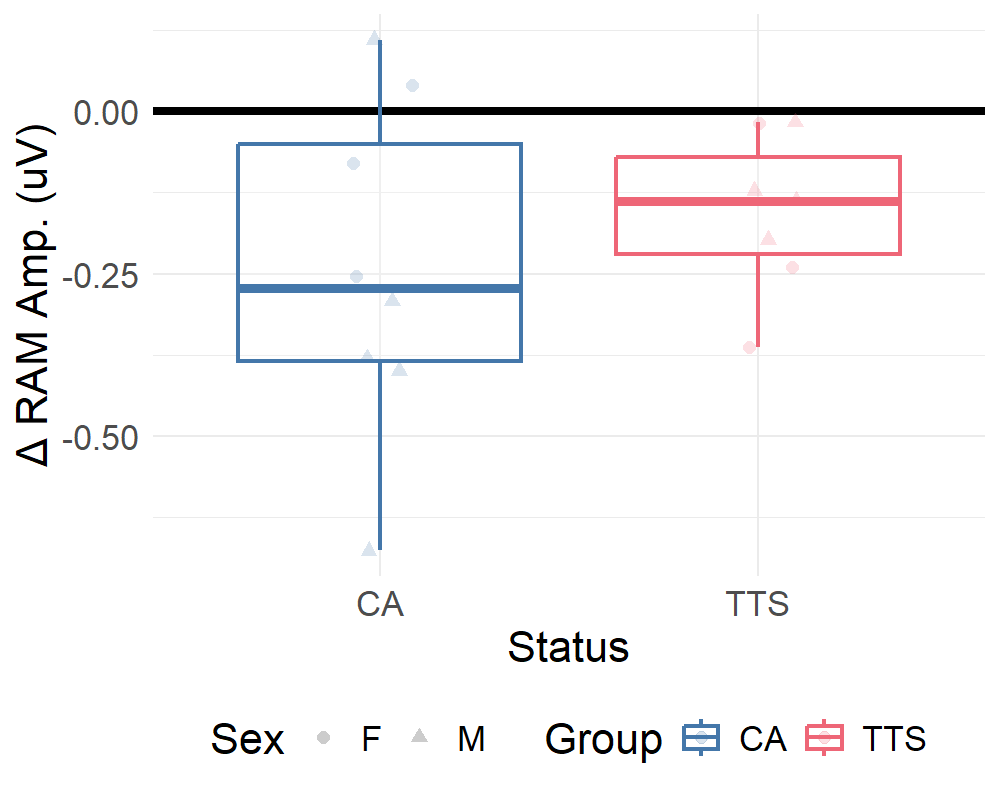 Δ RAM Amp. (uV)
0.00
-0.25
-0.50
CA TTS
Status
Sex F M Group CA TTS